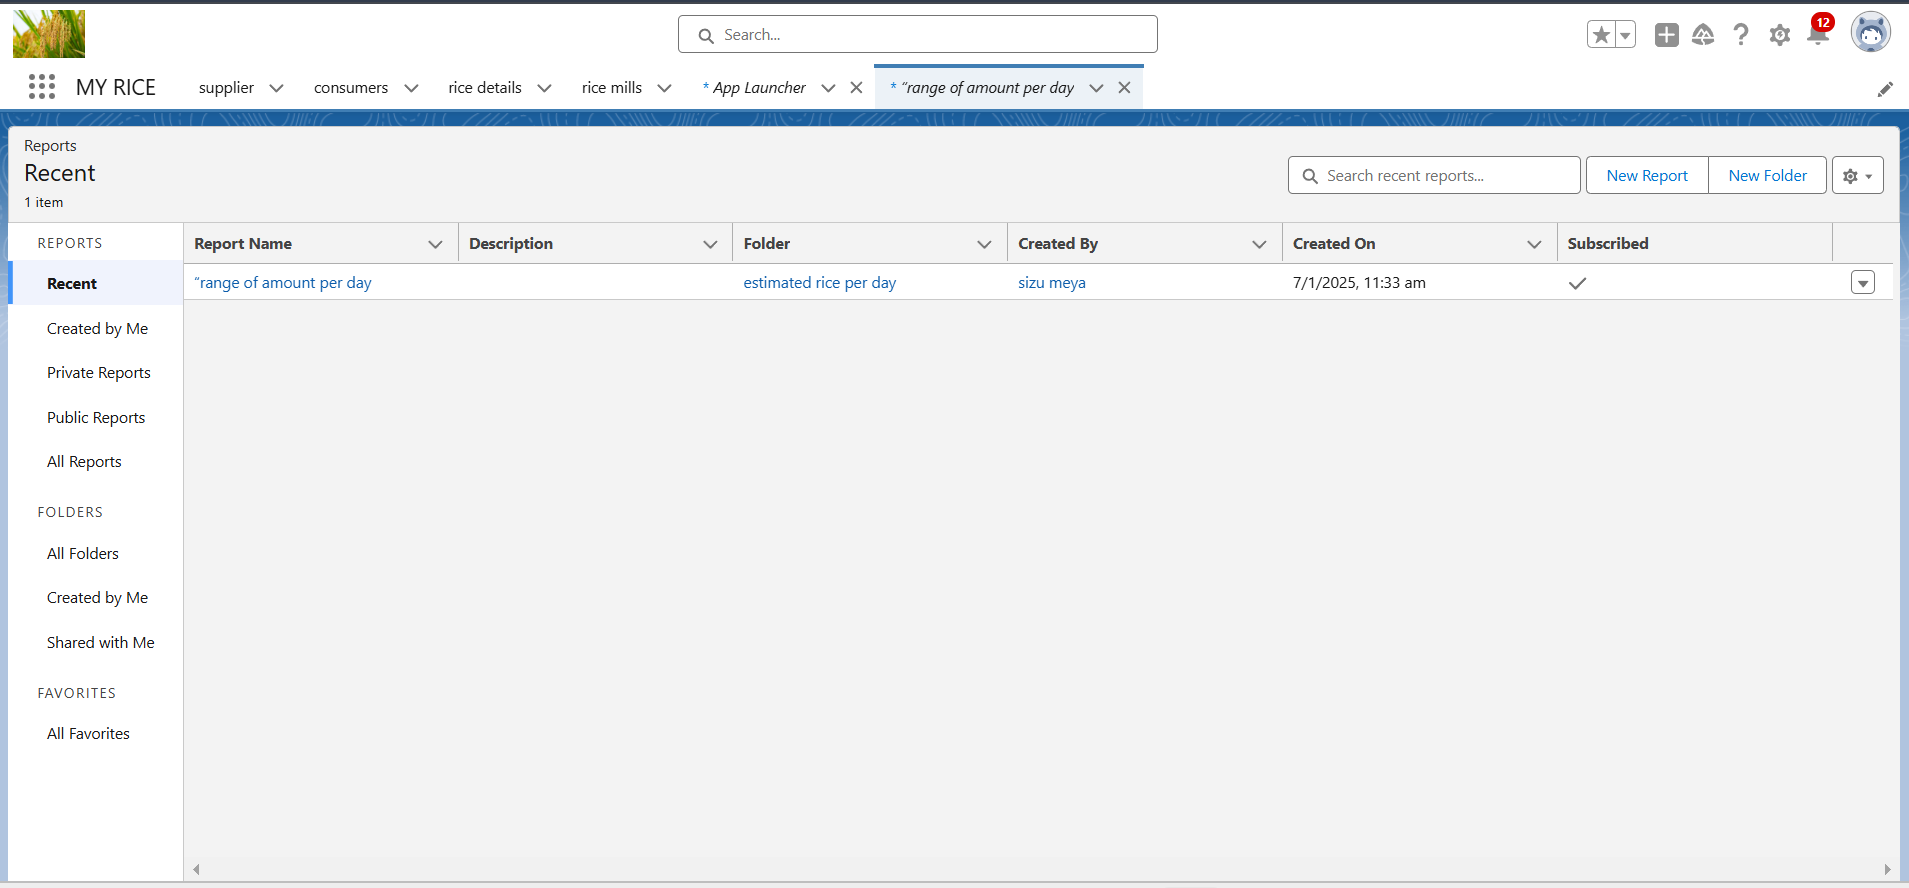 Search...
12
MY RICE supplier consumers rice details rice mills * App Launcher * “range of amount per day
Reports
Recent
1 item
Search recent reports... New Report New Folder
REPORTS
Recent
Created by Me
Private Reports
Public Reports
All Reports
FOLDERS
All Folders
Created by Me
Shared with Me
FAVORITES
All Favorites
Report Name Description Folder Created By Created On Subscribed
“range of amount per day estimated rice per day sizu meya 7/1/2025, 11:33 am